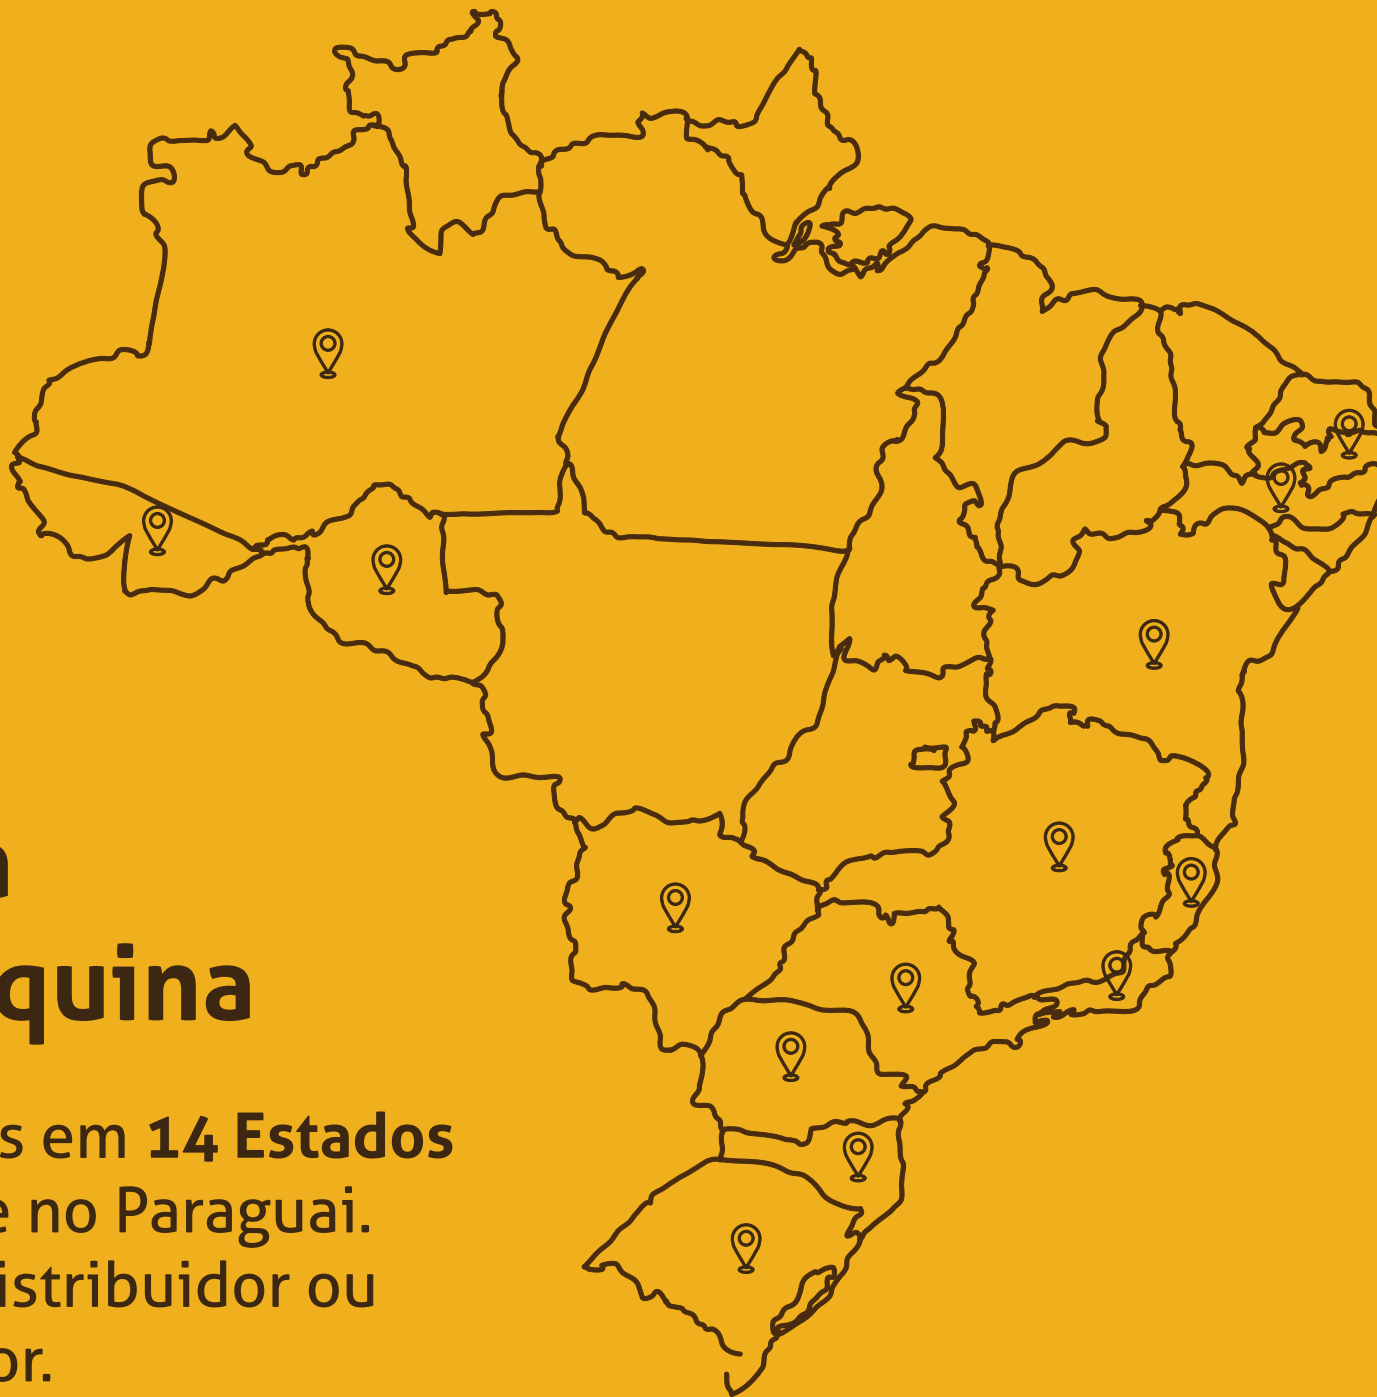 quina
s em 14 Estados
e no Paraguai.
istribuidor ou
or.